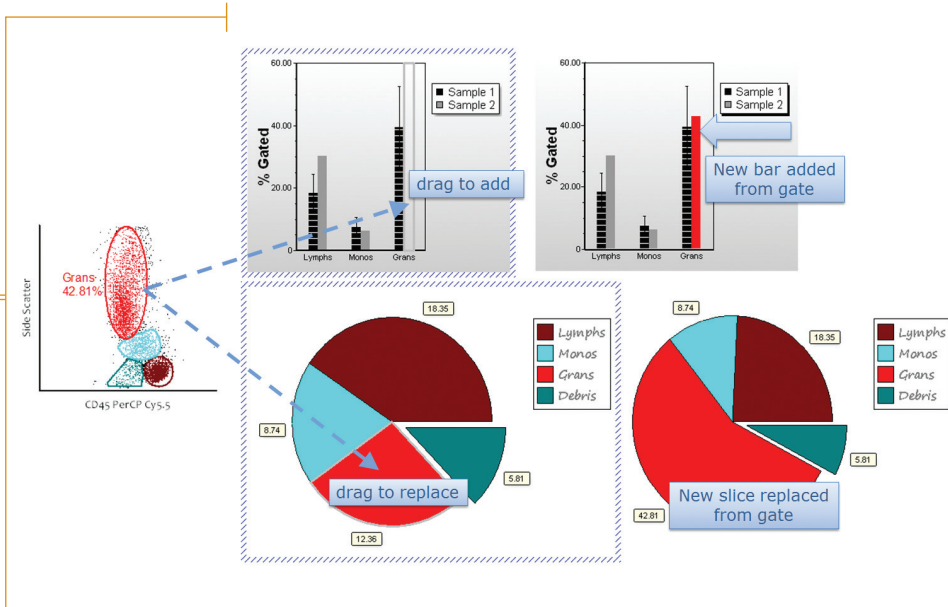 60.00
40.00
20.00
0
% Gated
Lymphs
Monos
Grans
Sample 1
Sample 2
drag to add
60.00
40.00
20.00
0
% Gated
Lymphs
Monos
Grans
Sample 1
Sample 2
New bar added
from gate
Grans
42.81%
Side Scatter
CD45 PerCP Cy5.5
18.35
8.74
12.36
5.81
Lymphs
Monos
Grans
Debris
drag to replace
8.74
18.35
5.81
42.81
Lymphs
Monos
Grans
Debris
New slice replaced
from gate